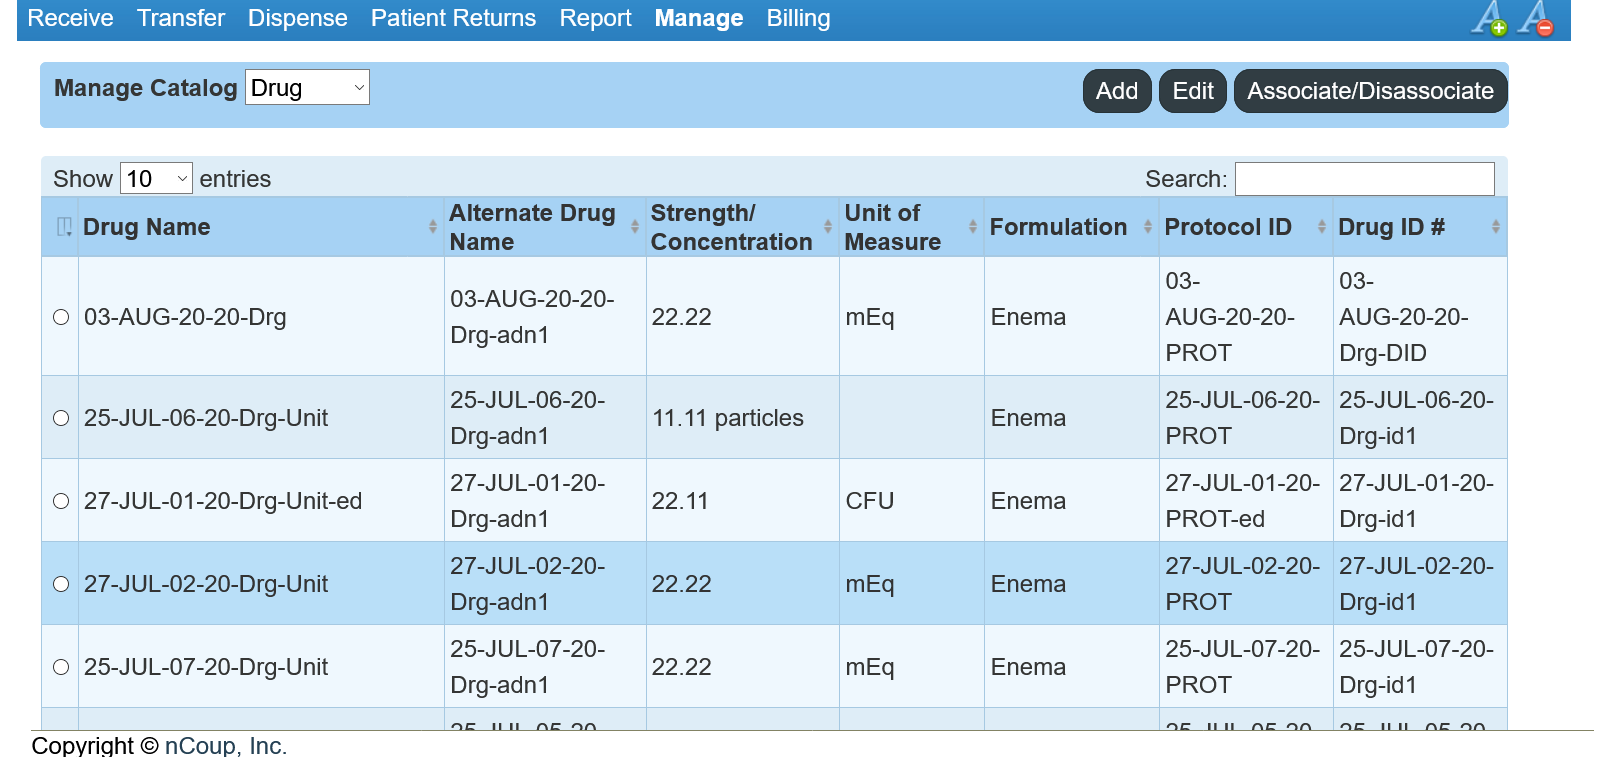 Receive Transfer Dispense Patient Returns Report Manage Billing
Manage Catalog Drug Add Edit Associate/Disassociate
Show 10 entries Search:
Drug Name Alternate Drug Name Strength/ Concentration Unit of Measure Formulation Protocol ID Drug ID #
03-AUG-20-20-Drg 03-AUG-20-20-Drg-adn1 22.22 mEq Enema 03-AUG-20-20-PROT 03-AUG-20-20-Drg-DID
25-JUL-06-20-Drg-Unit 25-JUL-06-20-Drg-adn1 11.11 particles Enema 25-JUL-06-20-PROT 25-JUL-06-20-Drg-id1
27-JUL-01-20-Drg-Unit-ed 27-JUL-01-20-Drg-adn1 22.11 CFU Enema 27-JUL-01-20-PROT-ed 27-JUL-01-20-Drg-id1
27-JUL-02-20-Drg-Unit 27-JUL-02-20-Drg-adn1 22.22 mEq Enema 27-JUL-02-20-PROT 27-JUL-02-20-Drg-id1
25-JUL-07-20-Drg-Unit 25-JUL-07-20-Drg-adn1 22.22 mEq Enema 25-JUL-07-20-PROT 25-JUL-07-20-Drg-id1
Copyright © nCoup, Inc.